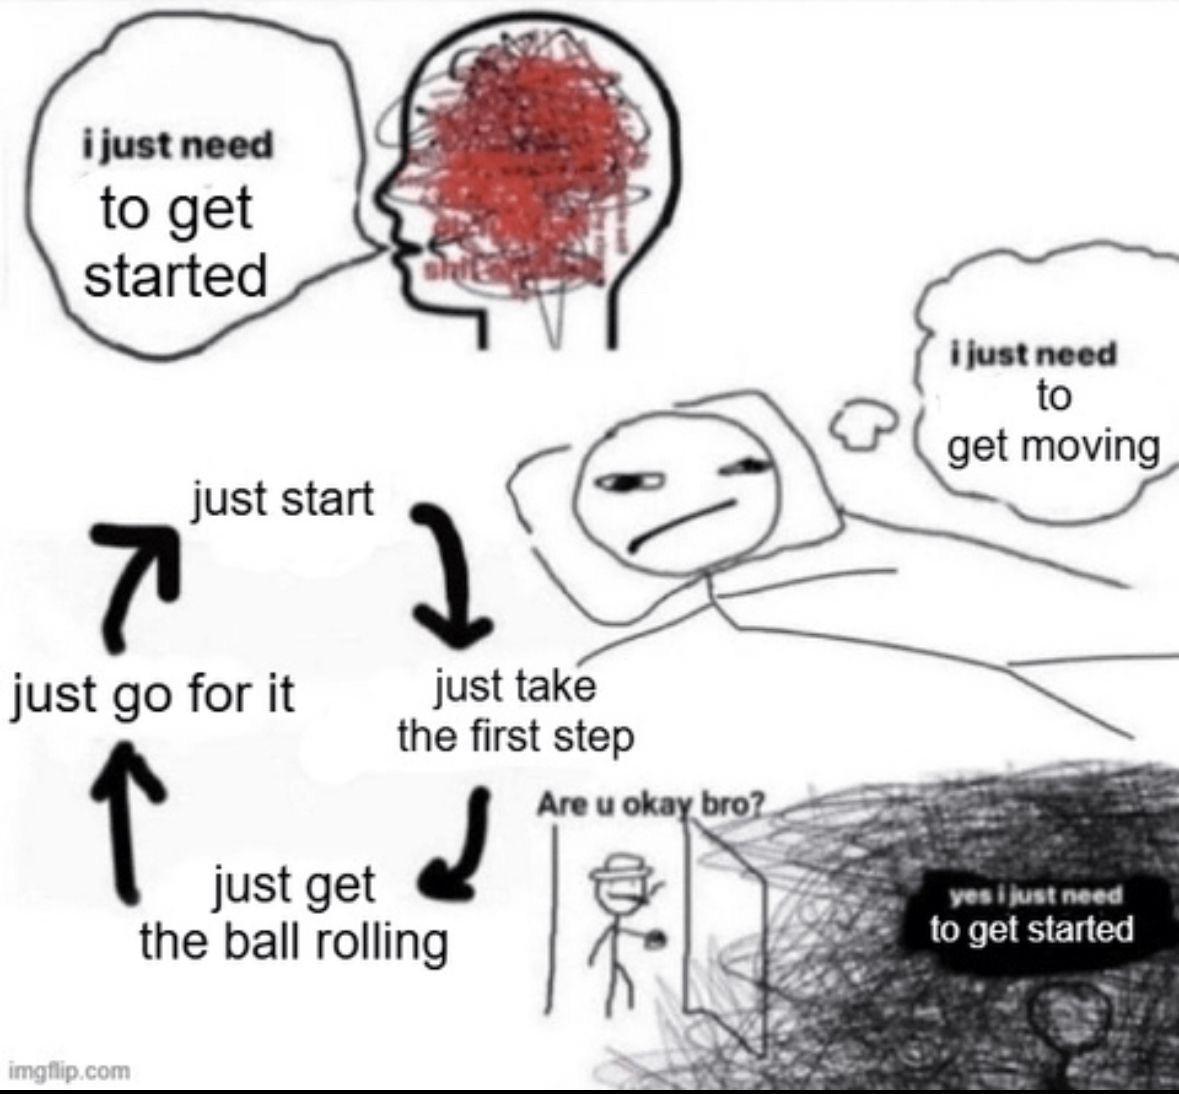 i just need
to get
started
i just need
to
get moving
just start
just take
the first step
just get
the ball rolling
just go for it
Are u okay bro?
yes i just need
to get started
imgflip.com